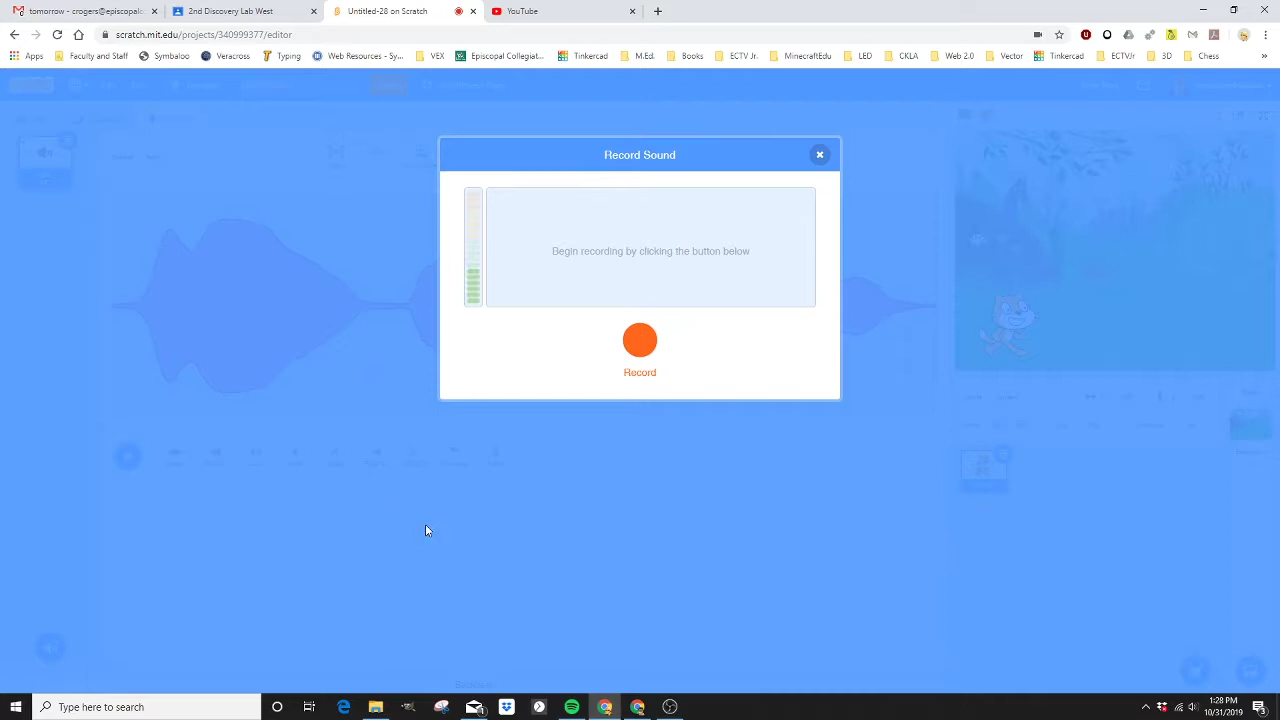 tomorrow - crogers@episcopalc
2nd Discovery Lab West
Untitled-28 on Scratch
YouTube
scratch.mit.edu/projects/340999377/editor
Apps
Faculty and Staff
Symbaloo
Veracross
Typing
Web Resources - Sy...
VEX
Episcopal Collegiat...
Tinkercad
M.Ed.
Books
ECTV Jr.
MinecraftEdu
LED
CKLA
Web 2.0
Vector
Tinkercad
ECTVJr
3D
Chess
»
Record Sound
Begin recording by clicking the button below
Record
Type here to search
1:28 PM
10/31/2019